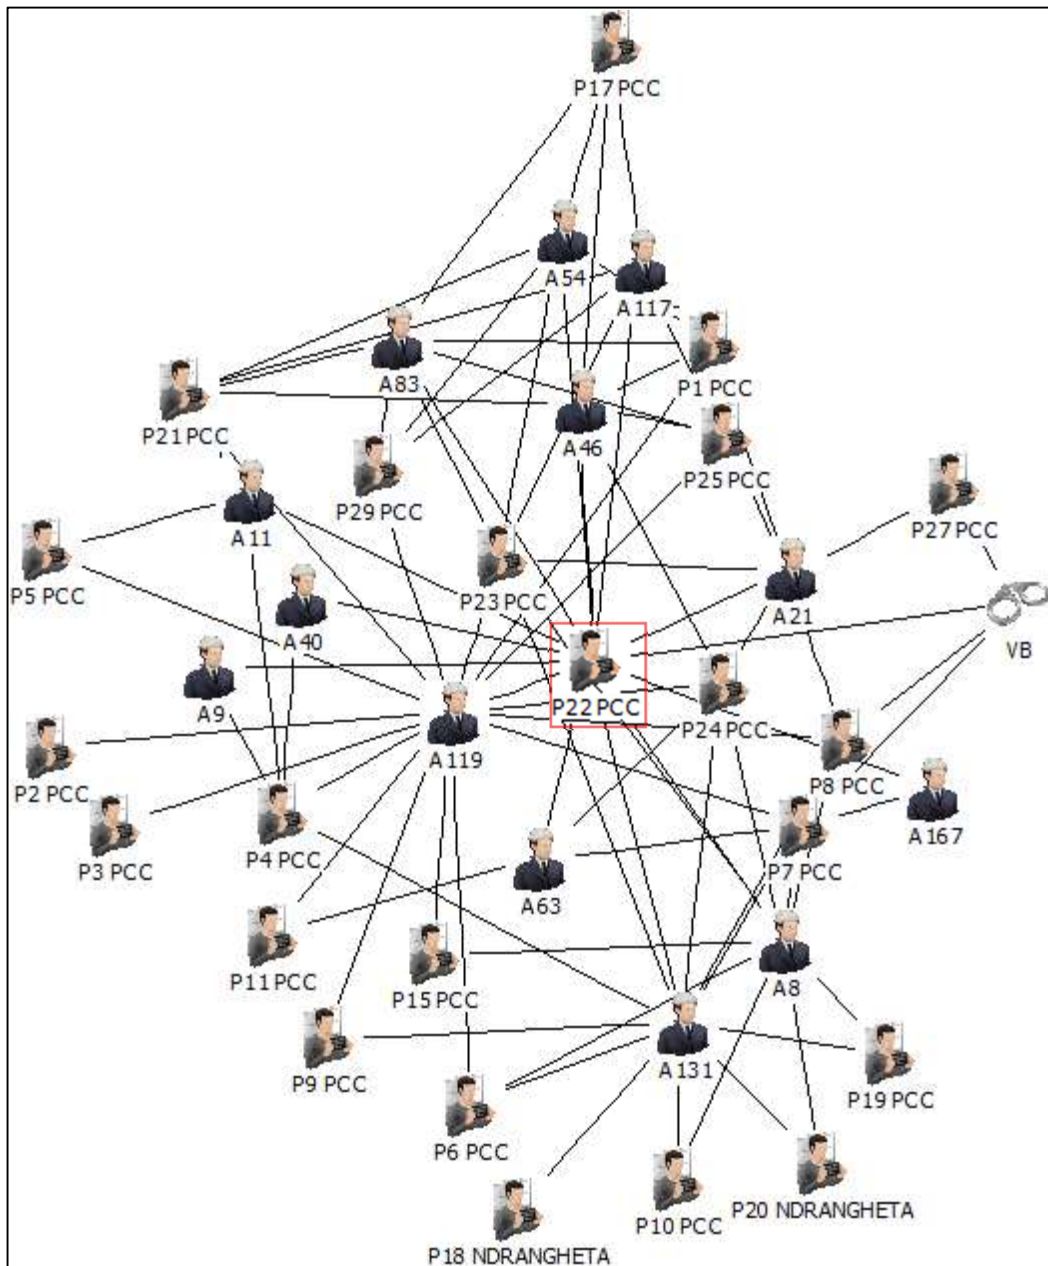 P17 PCC
A54
A117
A83
P1 PCC
P21 PCC
A46
P25 PCC
P29 PCC
P27 PCC
A11
P5 PCC
P23 PCC
A21
A40
VB
A9
P22 PCC
P24 PCC
A119
P2 PCC
P8 PCC
A167
P3 PCC
P4 PCC
P7 PCC
A63
P11 PCC
P15 PCC
A8
A131
P9 PCC
P19 PCC
P6 PCC
P20 NDRANGHETA
P10 PCC
P18 NDRANGHETA